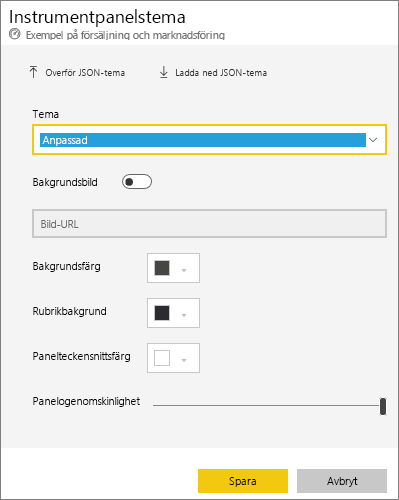 Instrumentpanelstema
Exempel på försäljning och marknadsföring
Överför JSON-tema
Ladda ned JSON-tema
Tema
Anpassad
Bakgrundsbild
Bild-URL
Bakgrundsfärg
Rubrikbakgrund
Panelteckensnittsfärg
Panelogenomskinlighet
Spara
Avbryt